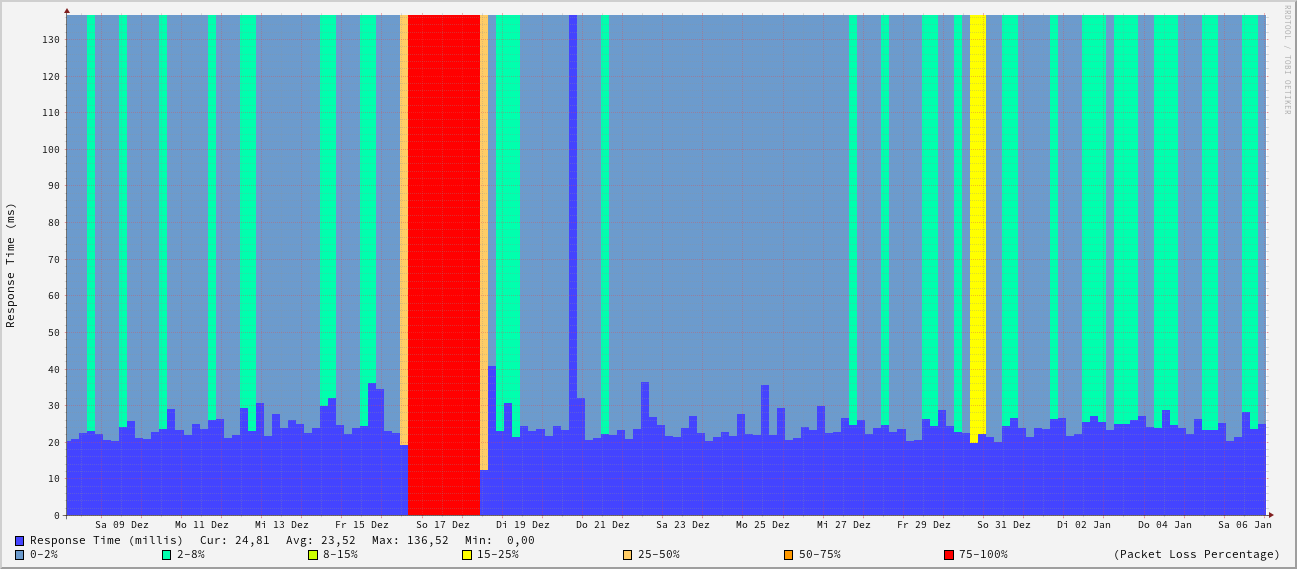 RRDTOOL / TOBI OETIKER
Response Time (ms)
130
120
110
100
90
80
70
60
50
40
30
20
10
0
Sa 09 Dez Mo 11 Dez Mi 13 Dez Fr 15 Dez So 17 Dez Di 19 Dez Do 21 Dez Sa 23 Dez Mo 25 Dez Mi 27 Dez Fr 29 Dez So 31 Dez Di 02 Jan Do 04 Jan Sa 06 Jan
Response Time (millis) Cur: 24,81 Avg: 23,52 Max: 136,52 Min: 0,00
0-2% 2-8% 8-15% 15-25% 25-50% 50-75% 75-100% (Packet Loss Percentage)